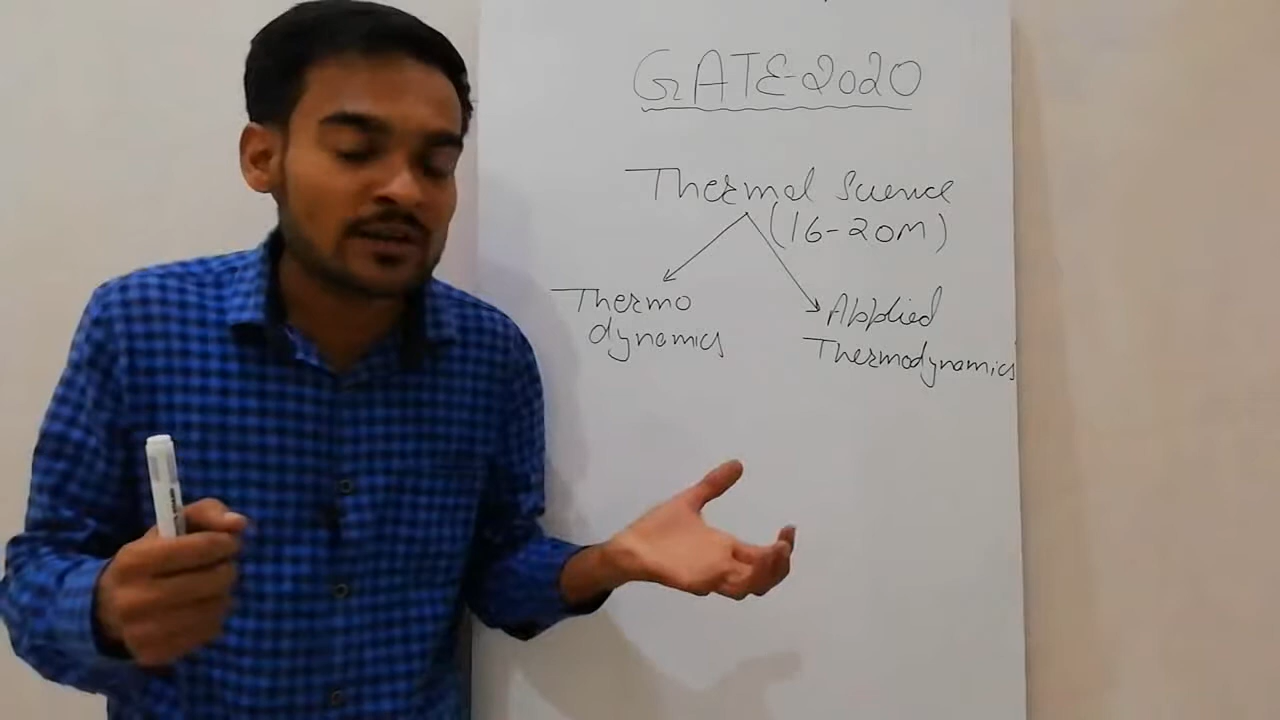 GATE-2020
Thermal Science
(16-20M)
Thermo
dynamics
Applied
Thermodynamics